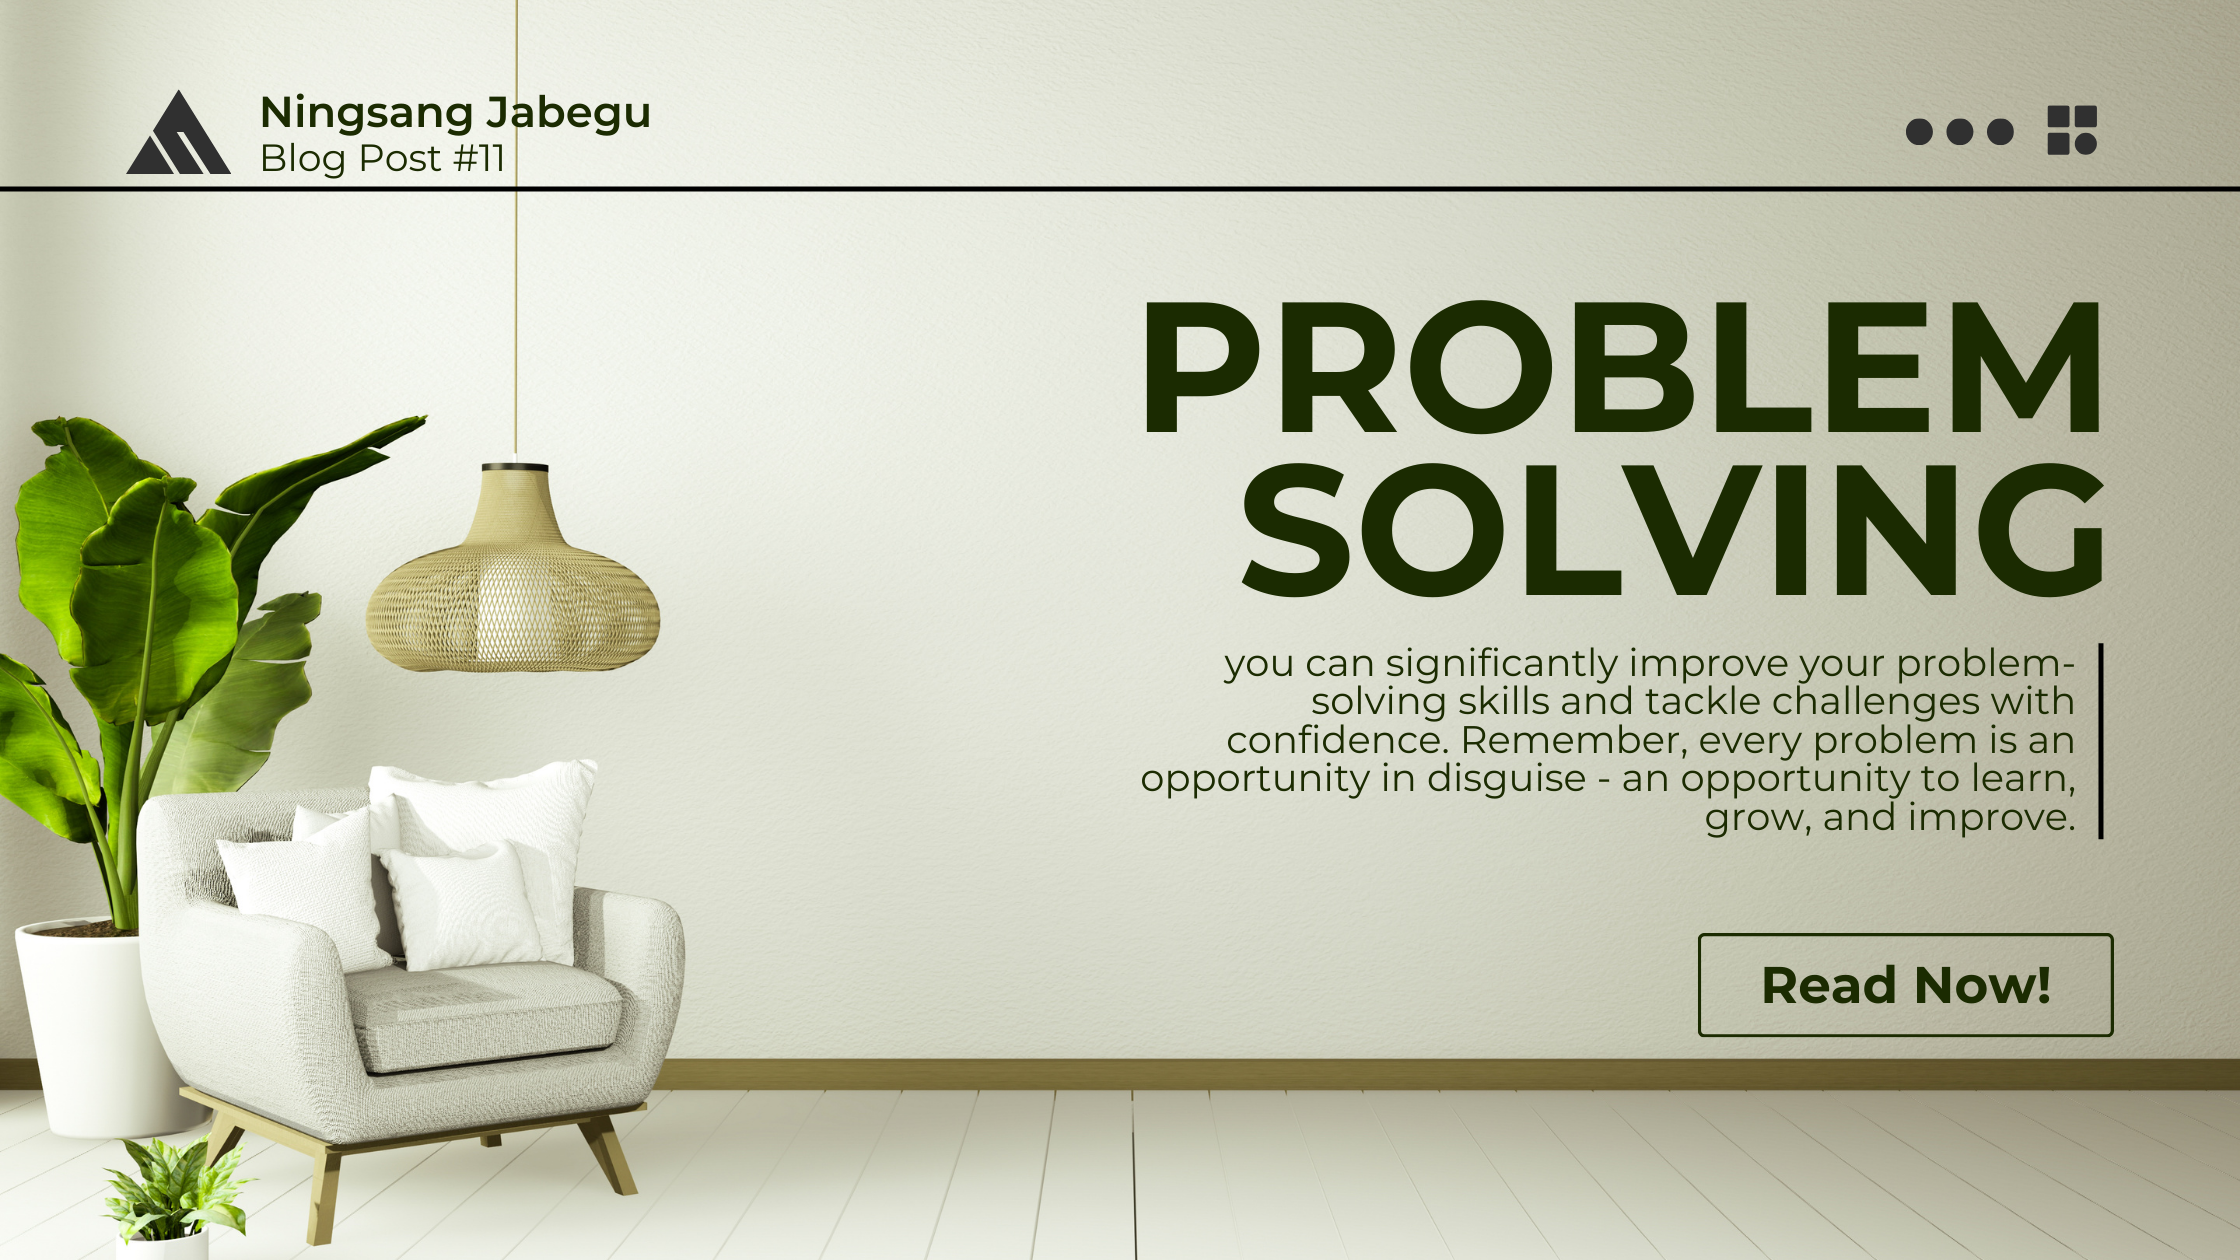 Ningsang Jabegu
Blog Post #11
PROBLEM
SOLVING
you can significantly improve your problem-
solving skills and tackle challenges with
confidence. Remember, every problem is an
opportunity in disguise - an opportunity to learn,
grow, and improve.
Read Now!